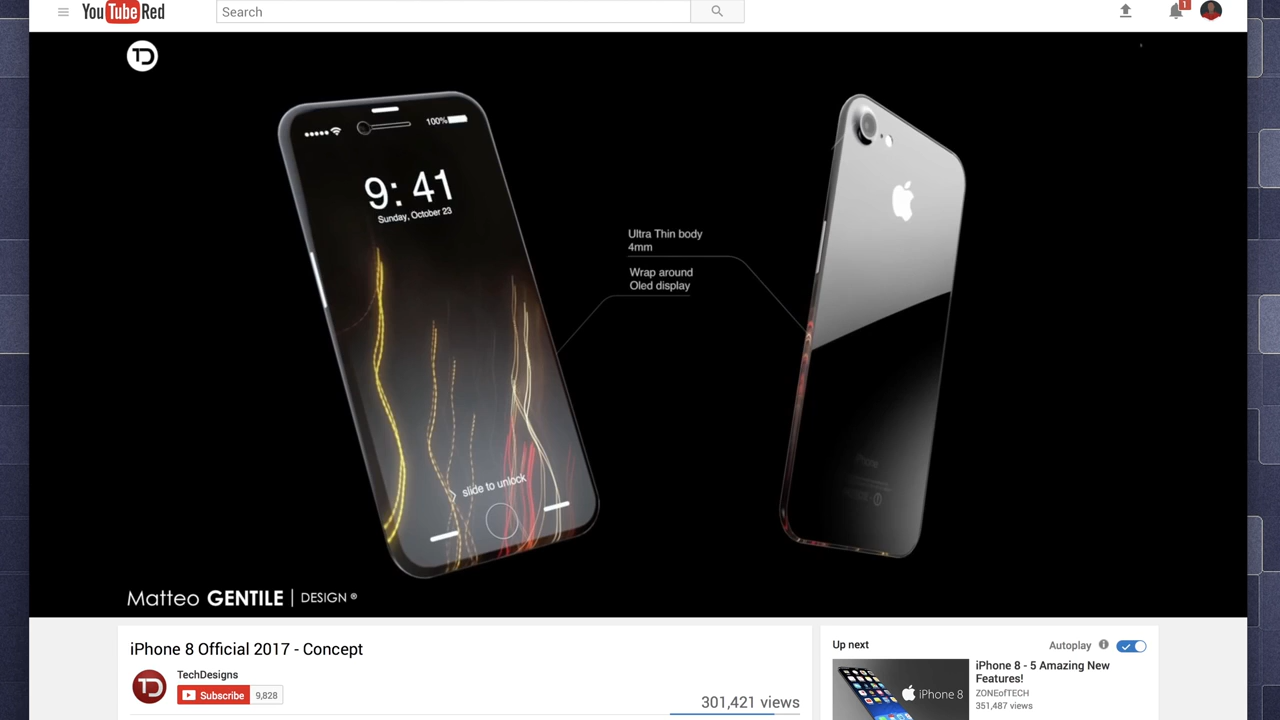 YouTube Red
Search
1
TD
100%
9:41
Sunday, October 23
Ultra Thin body
4mm
Wrap around
Oled display
iPhone
slide to unlock
Matteo GENTILE | DESIGN ®
iPhone 8 Official 2017 - Concept
TechDesigns
Subscribe 9,828
301,421 views
Up next
Autoplay
iPhone 8
iPhone 8 - 5 Amazing New
Features!
ZONEofTECH
351,487 views